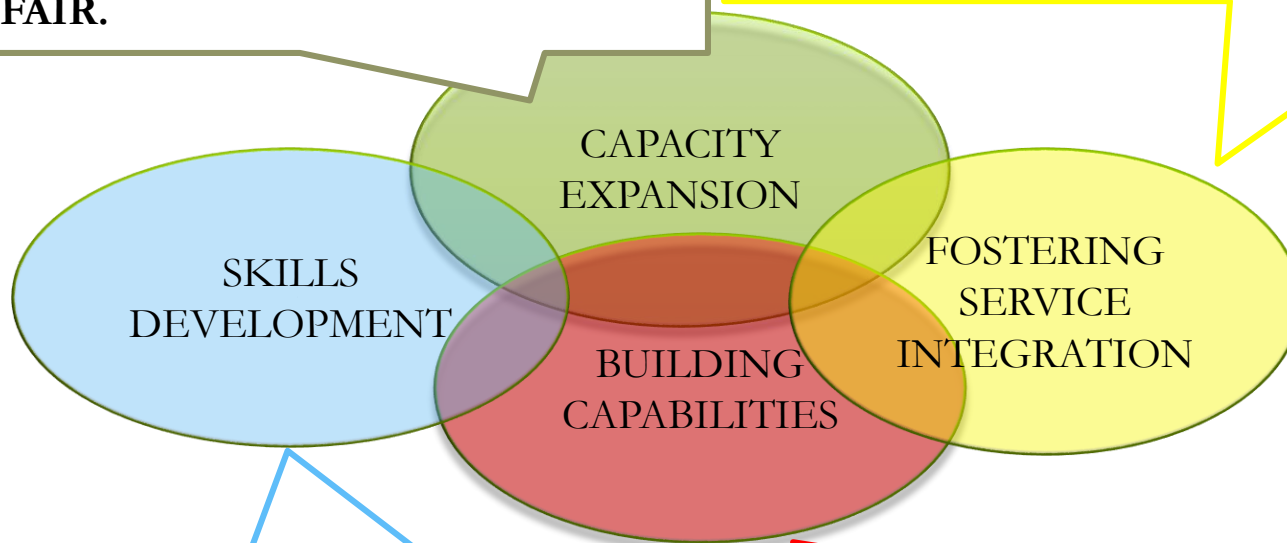 FAIR.
CAPACITY
EXPANSION
SKILLS
DEVELOPMENT
FOSTERING
SERVICE
INTEGRATION
BUILDING
CAPABILITIES